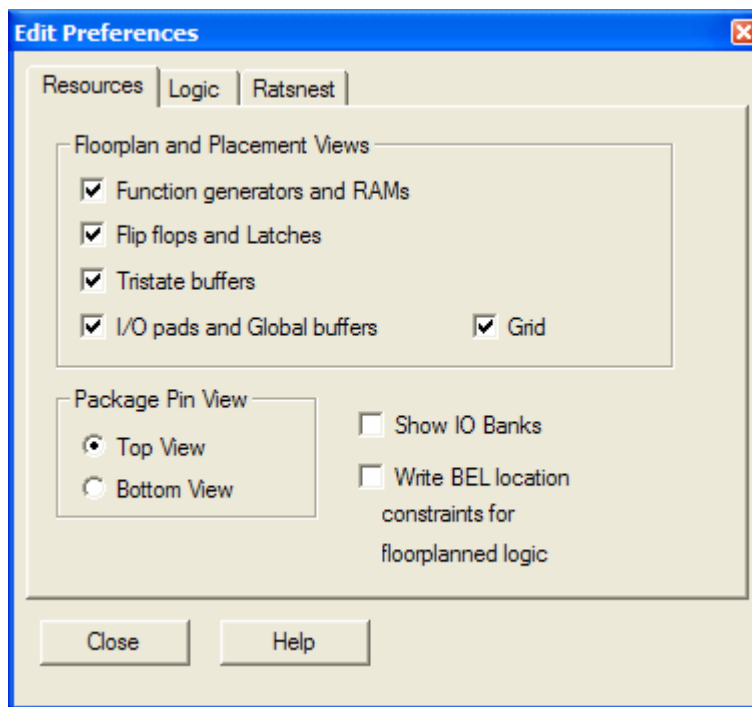 Edit Preferences
Resources Logic Ratsnest
Floorplan and Placement Views
Function generators and RAMs
Flip flops and Latches
Tristate buffers
I/O pads and Global buffers Grid
Package Pin View
Top View
Bottom View
Show IO Banks
Write BEL location
constraints for
floorplanned logic
Close Help